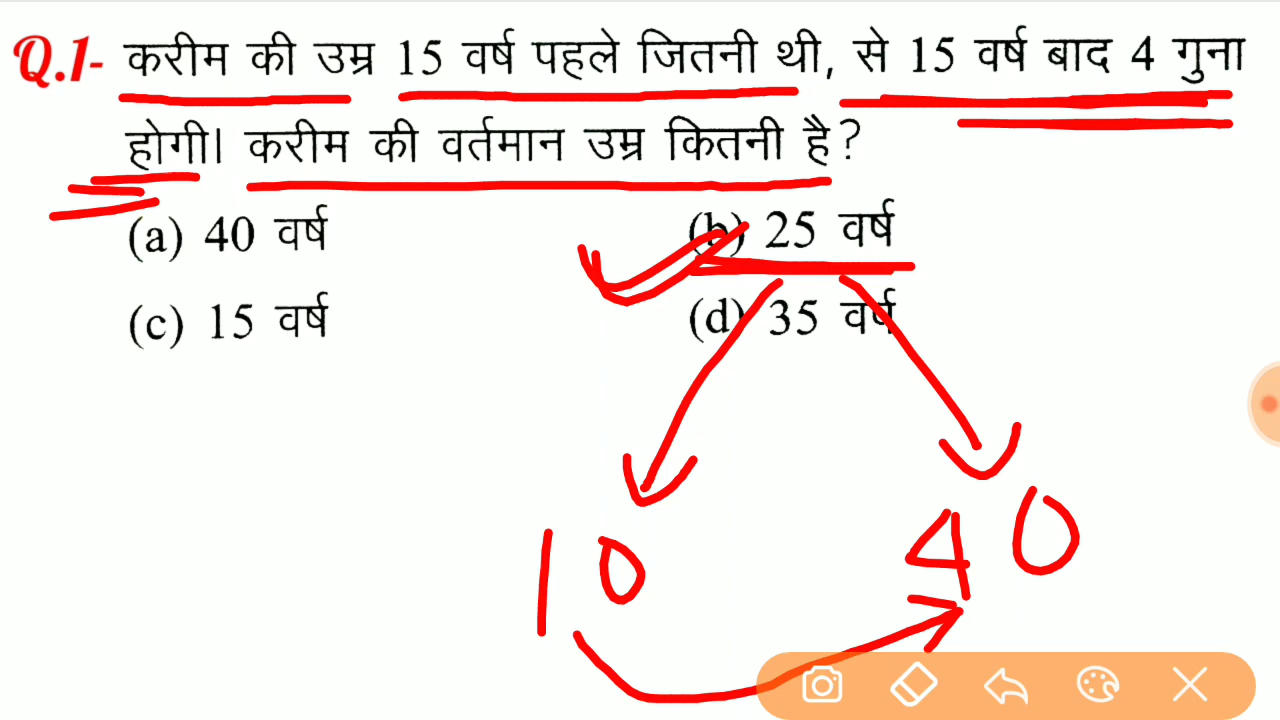 Q.1- करीम की उम्र 15 वर्ष पहले जितनी थी, से 15 वर्ष बाद 4 गुना
होगी। करीम की वर्तमान उम्र कितनी है?
(a) 40 वर्ष (b) 25 वर्ष
(c) 15 वर्ष (d) 35 वर्ष
10 40